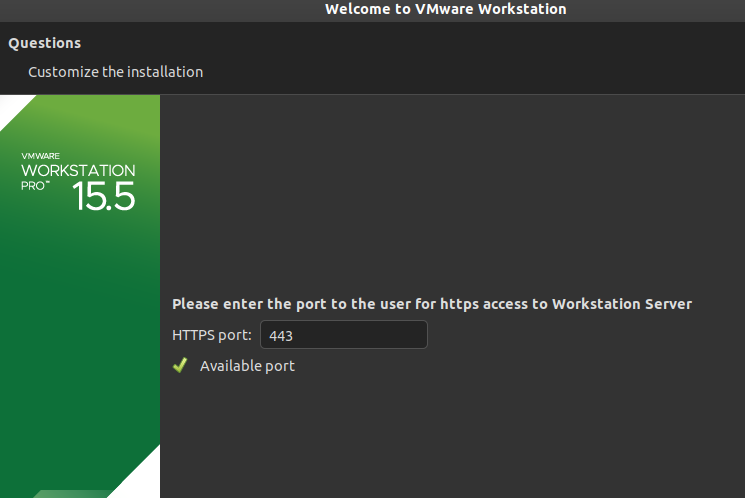 Welcome to VMware Workstation
Questions
Customize the installation
VMWARE
WORKSTATION
PRO™ 15.5
Please enter the port to the user for https access to Workstation Server
HTTPS port: 443
Available port